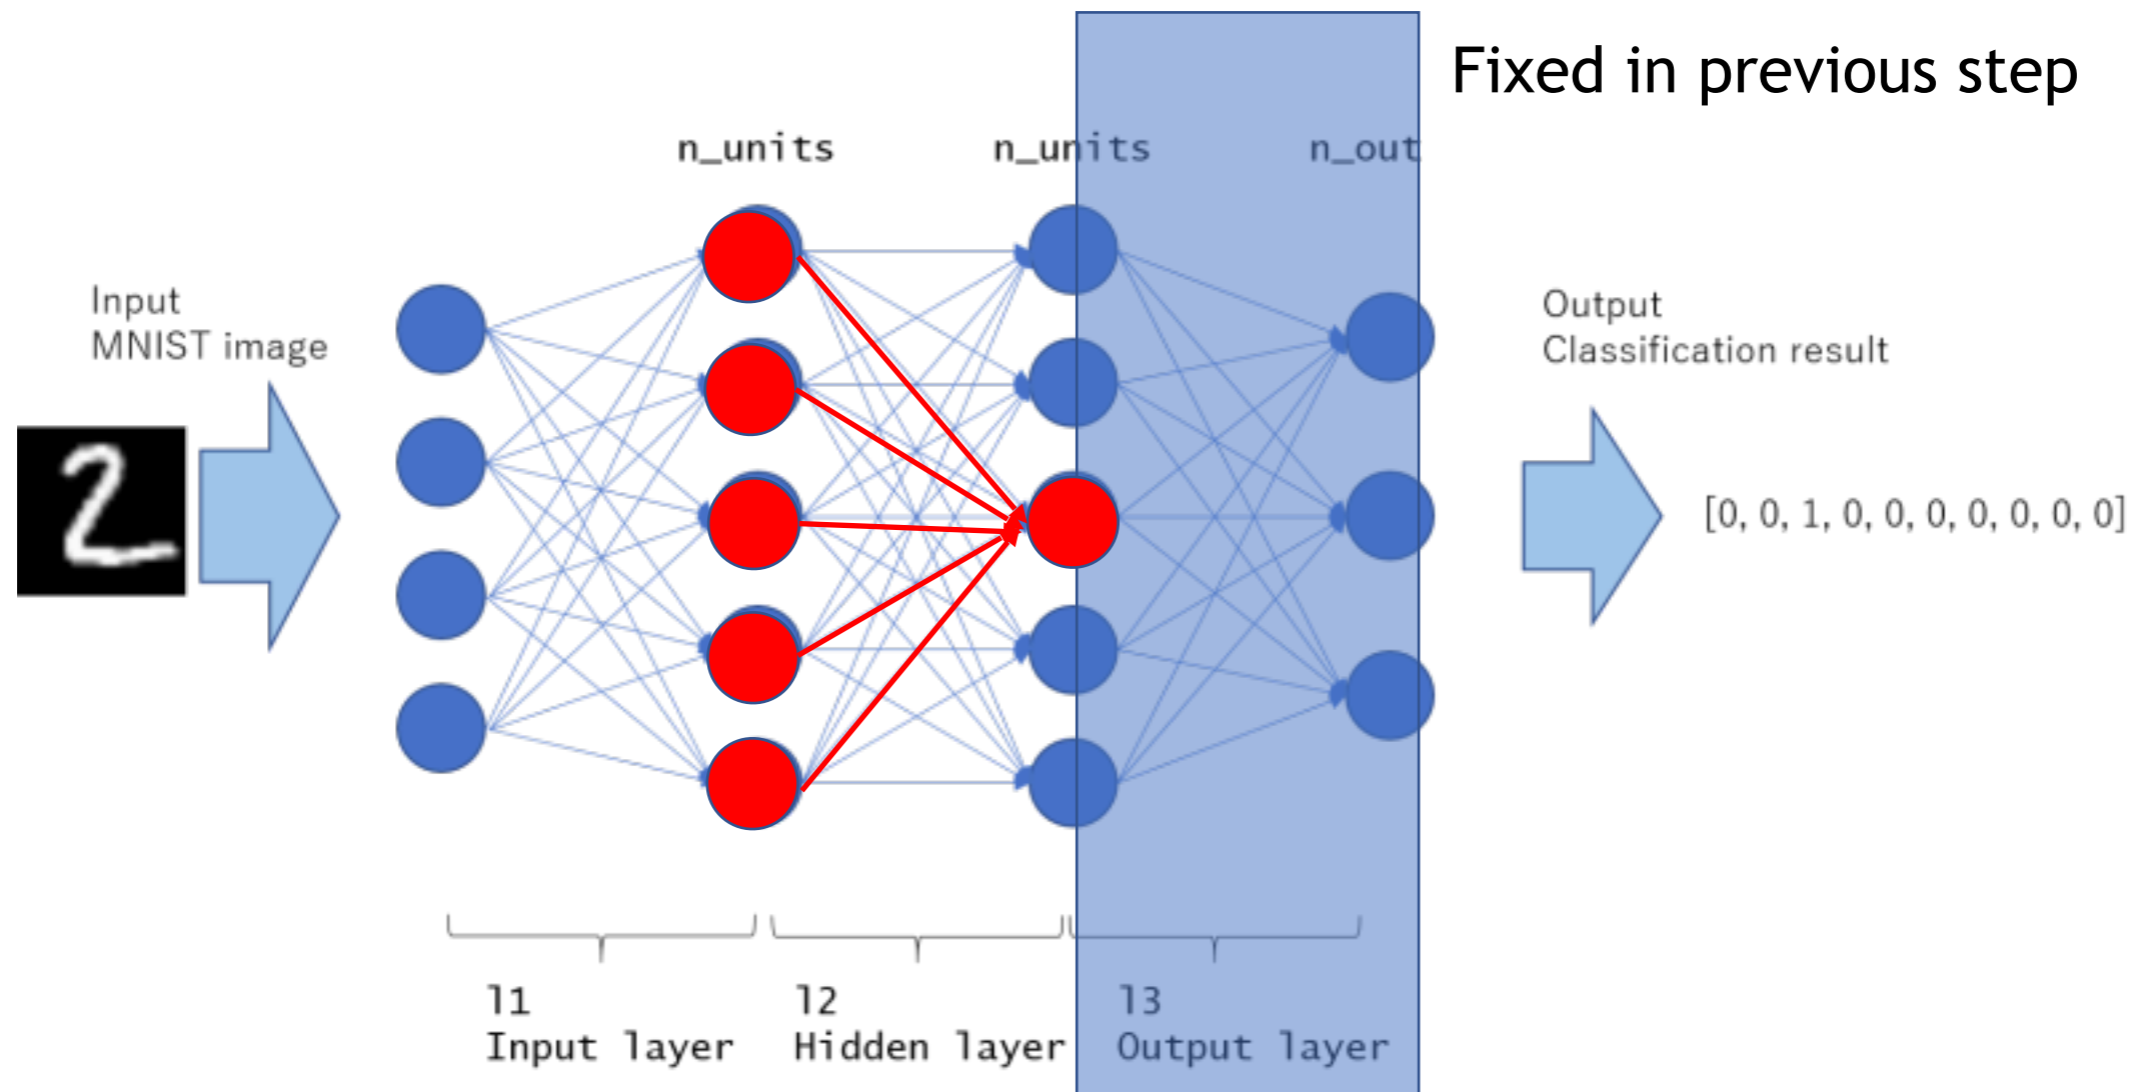 Fixed in previous step
n_units
n_units
n_out
Input
MNIST image
Output
Classification result
[0, 0, 1, 0, 0, 0, 0, 0, 0, 0]
l1
Input layer
l2
Hidden layer
l3
Output layer